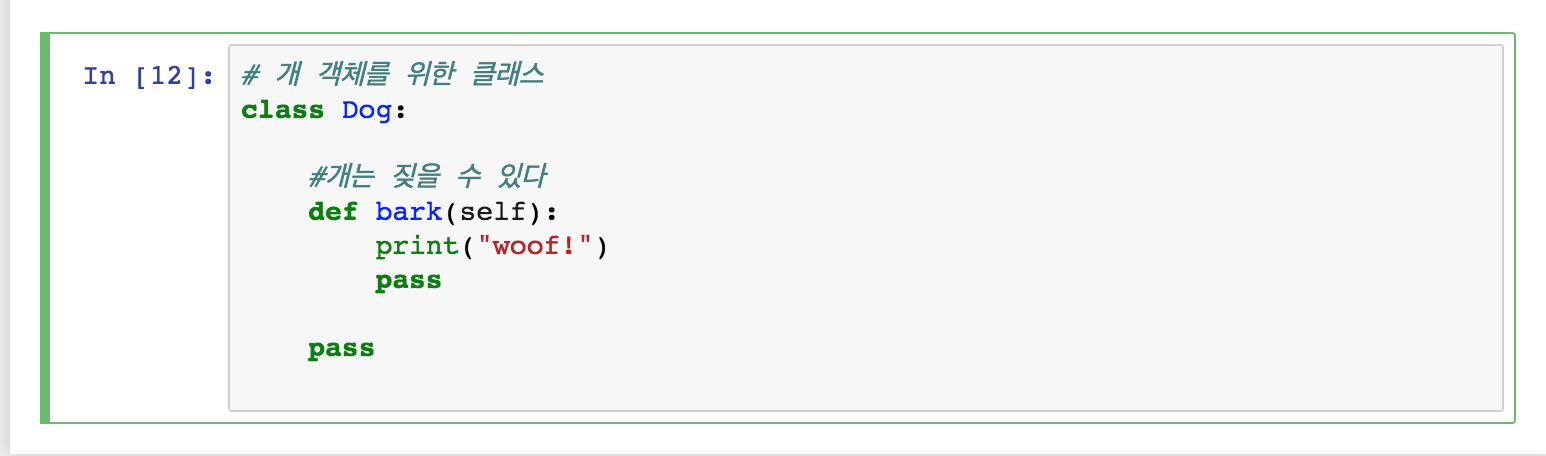 In [12]: # 개 객체를 위한 클래스
class Dog:
#개는 짖을 수 있다
def bark(self):
print("woof!")
pass
pass